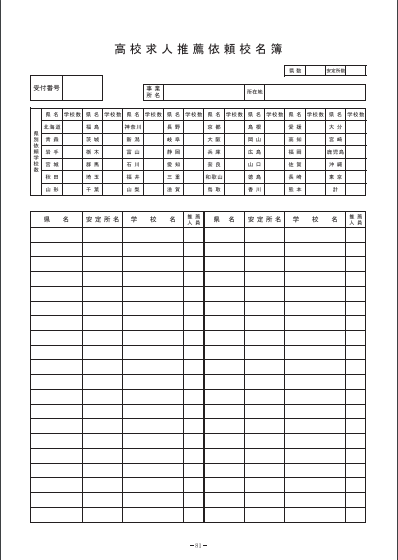 高校求人推薦依頼校名簿
県数 安定所数
受付番号 事業所名 所在地
県別依頼学校数
県名 学校数 県名 学校数 県名 学校数 県名 学校数 県名 学校数 県名 学校数 県名 学校数 県名 学校数
北海道 福島 神奈川 長野 京都 島根 愛媛 大分
青森 茨城 新潟 岐阜 大阪 岡山 高知 宮崎
岩手 栃木 富山 静岡 兵庫 広島 福岡 鹿児島
宮城 群馬 石川 愛知 奈良 山口 佐賀 沖縄
秋田 埼玉 福井 三重 和歌山 徳島 長崎 東京
山形 千葉 山梨 滋賀 鳥取 香川 熊本 計
県名 安定所名 学校名 推薦人員 県名 安定所名 学校名 推薦人員
-81-